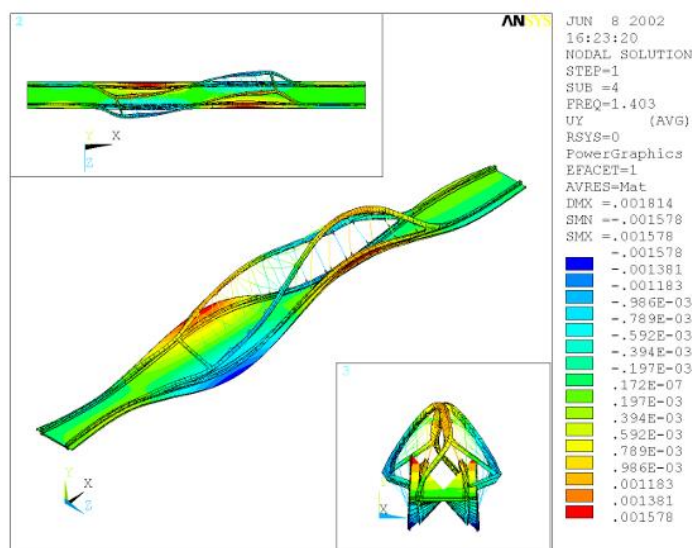 2
ANSYS
Y X
Z
3
Y
X
Y
X
Z
JUN 8 2002
16:23:20
NODAL SOLUTION
STEP=1
SUB =4
FREQ=1.403
UY (AVG)
RSYS=0
PowerGraphics
EFACET=1
AVRES=Mat
DMX =.001814
SMN =-.001578
SMX =.001578
-.001578
-.001381
-.001183
-.986E-03
-.789E-03
-.592E-03
-.394E-03
-.197E-03
.172E-07
.197E-03
.394E-03
.592E-03
.789E-03
.986E-03
.001183
.001381
.001578